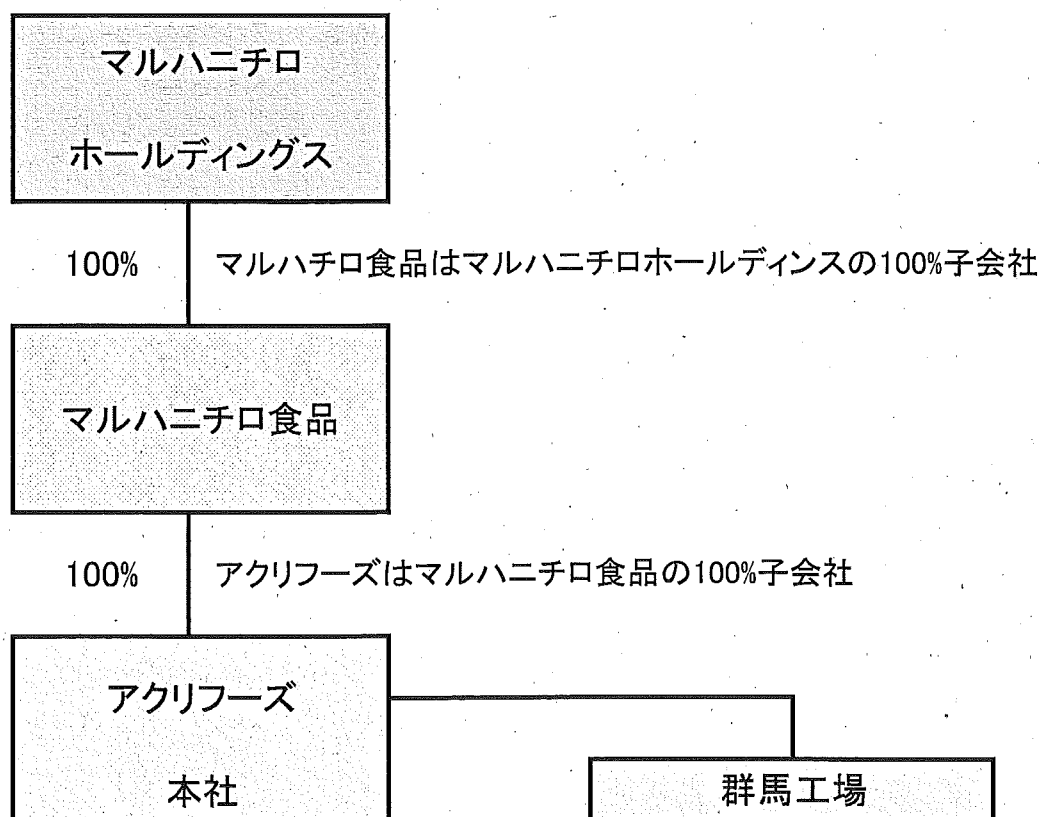 マルハニチロ
ホールディングス
100%
マルハチロ食品はマルハニチロホールディンスの100%子会社
マルハニチロ食品
100%
アクリフーズはマルハニチロ食品の100%子会社
アクリフーズ
本社
群馬工場